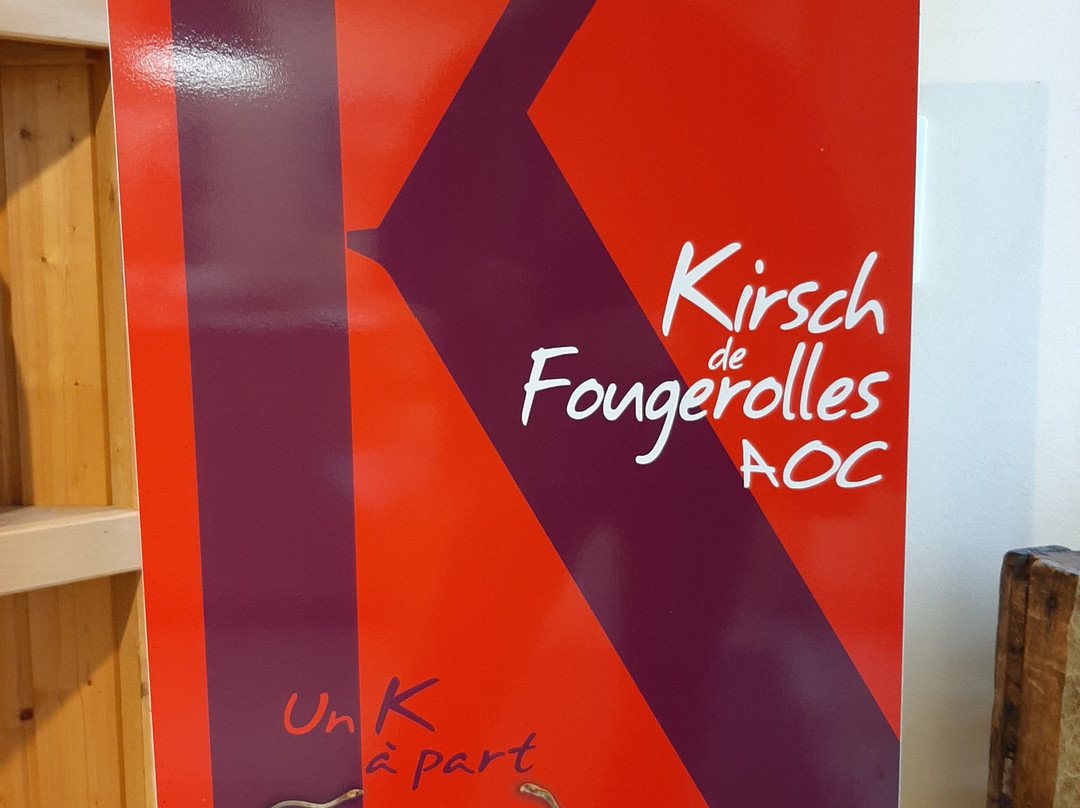 Kirsch
de
Fougerolles
AOC
Un K
à part